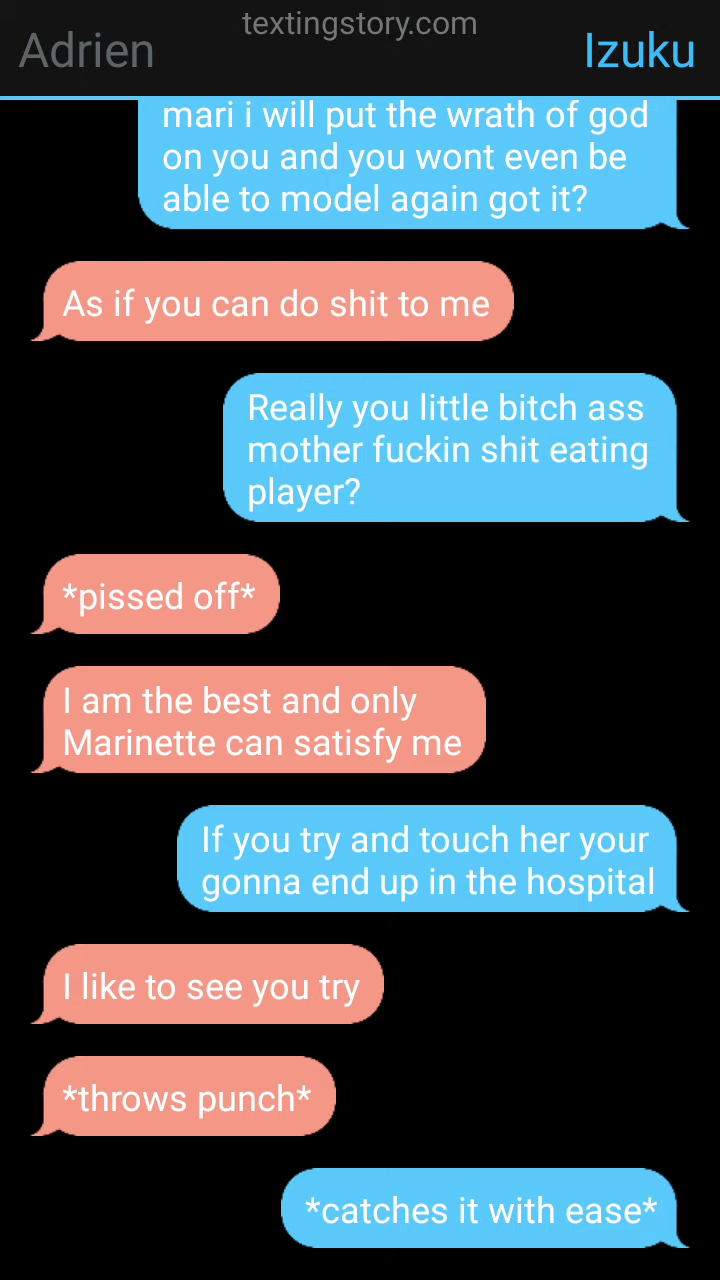 textingstory.com
Adrien
Izuku
mari i will put the wrath of god
on you and you wont even be
able to model again got it?
As if you can do shit to me
Really you little bitch ass
mother fuckin shit eating
player?
*pissed off*
I am the best and only
Marinette can satisfy me
If you try and touch her your
gonna end up in the hospital
I like to see you try
*throws punch*
*catches it with ease*